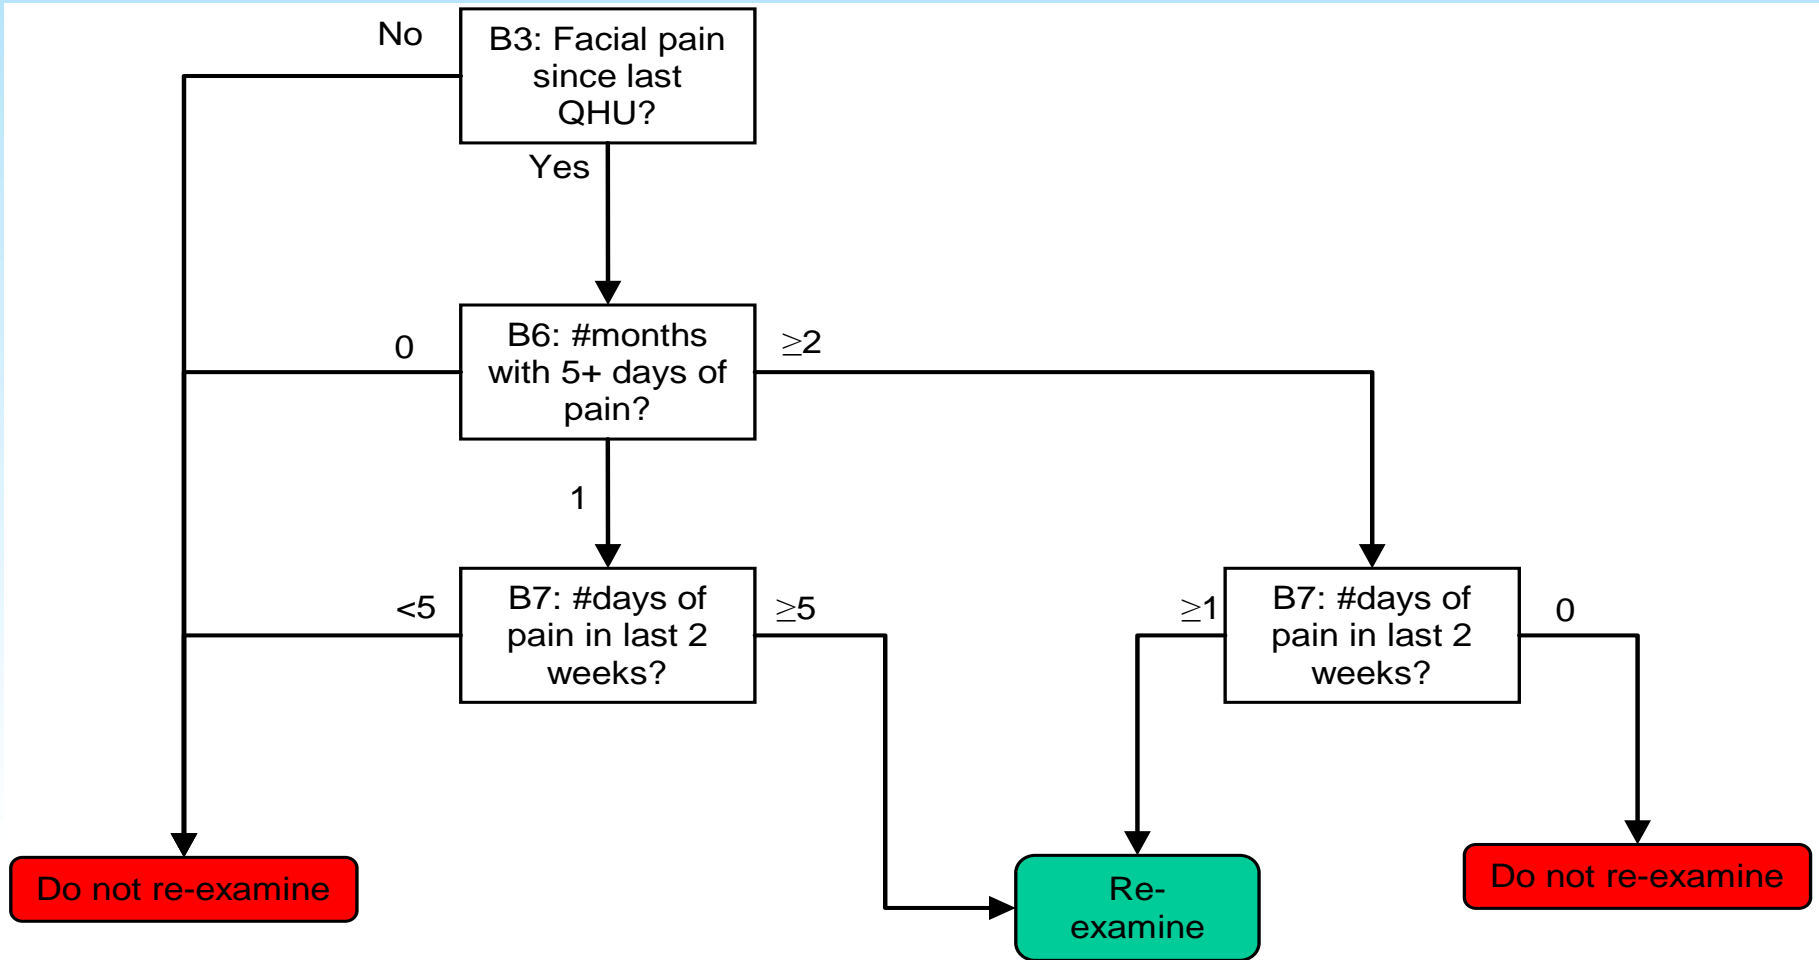 No
B3: Facial pain
since last
QHU?
Yes
0
B6: #months
with 5+ days of
pain?
≥2
1
<5
B7: #days of
pain in last 2
weeks?
≥5
≥1
B7: #days of
pain in last 2
weeks?
0
Do not re-examine
Re-
examine
Do not re-examine